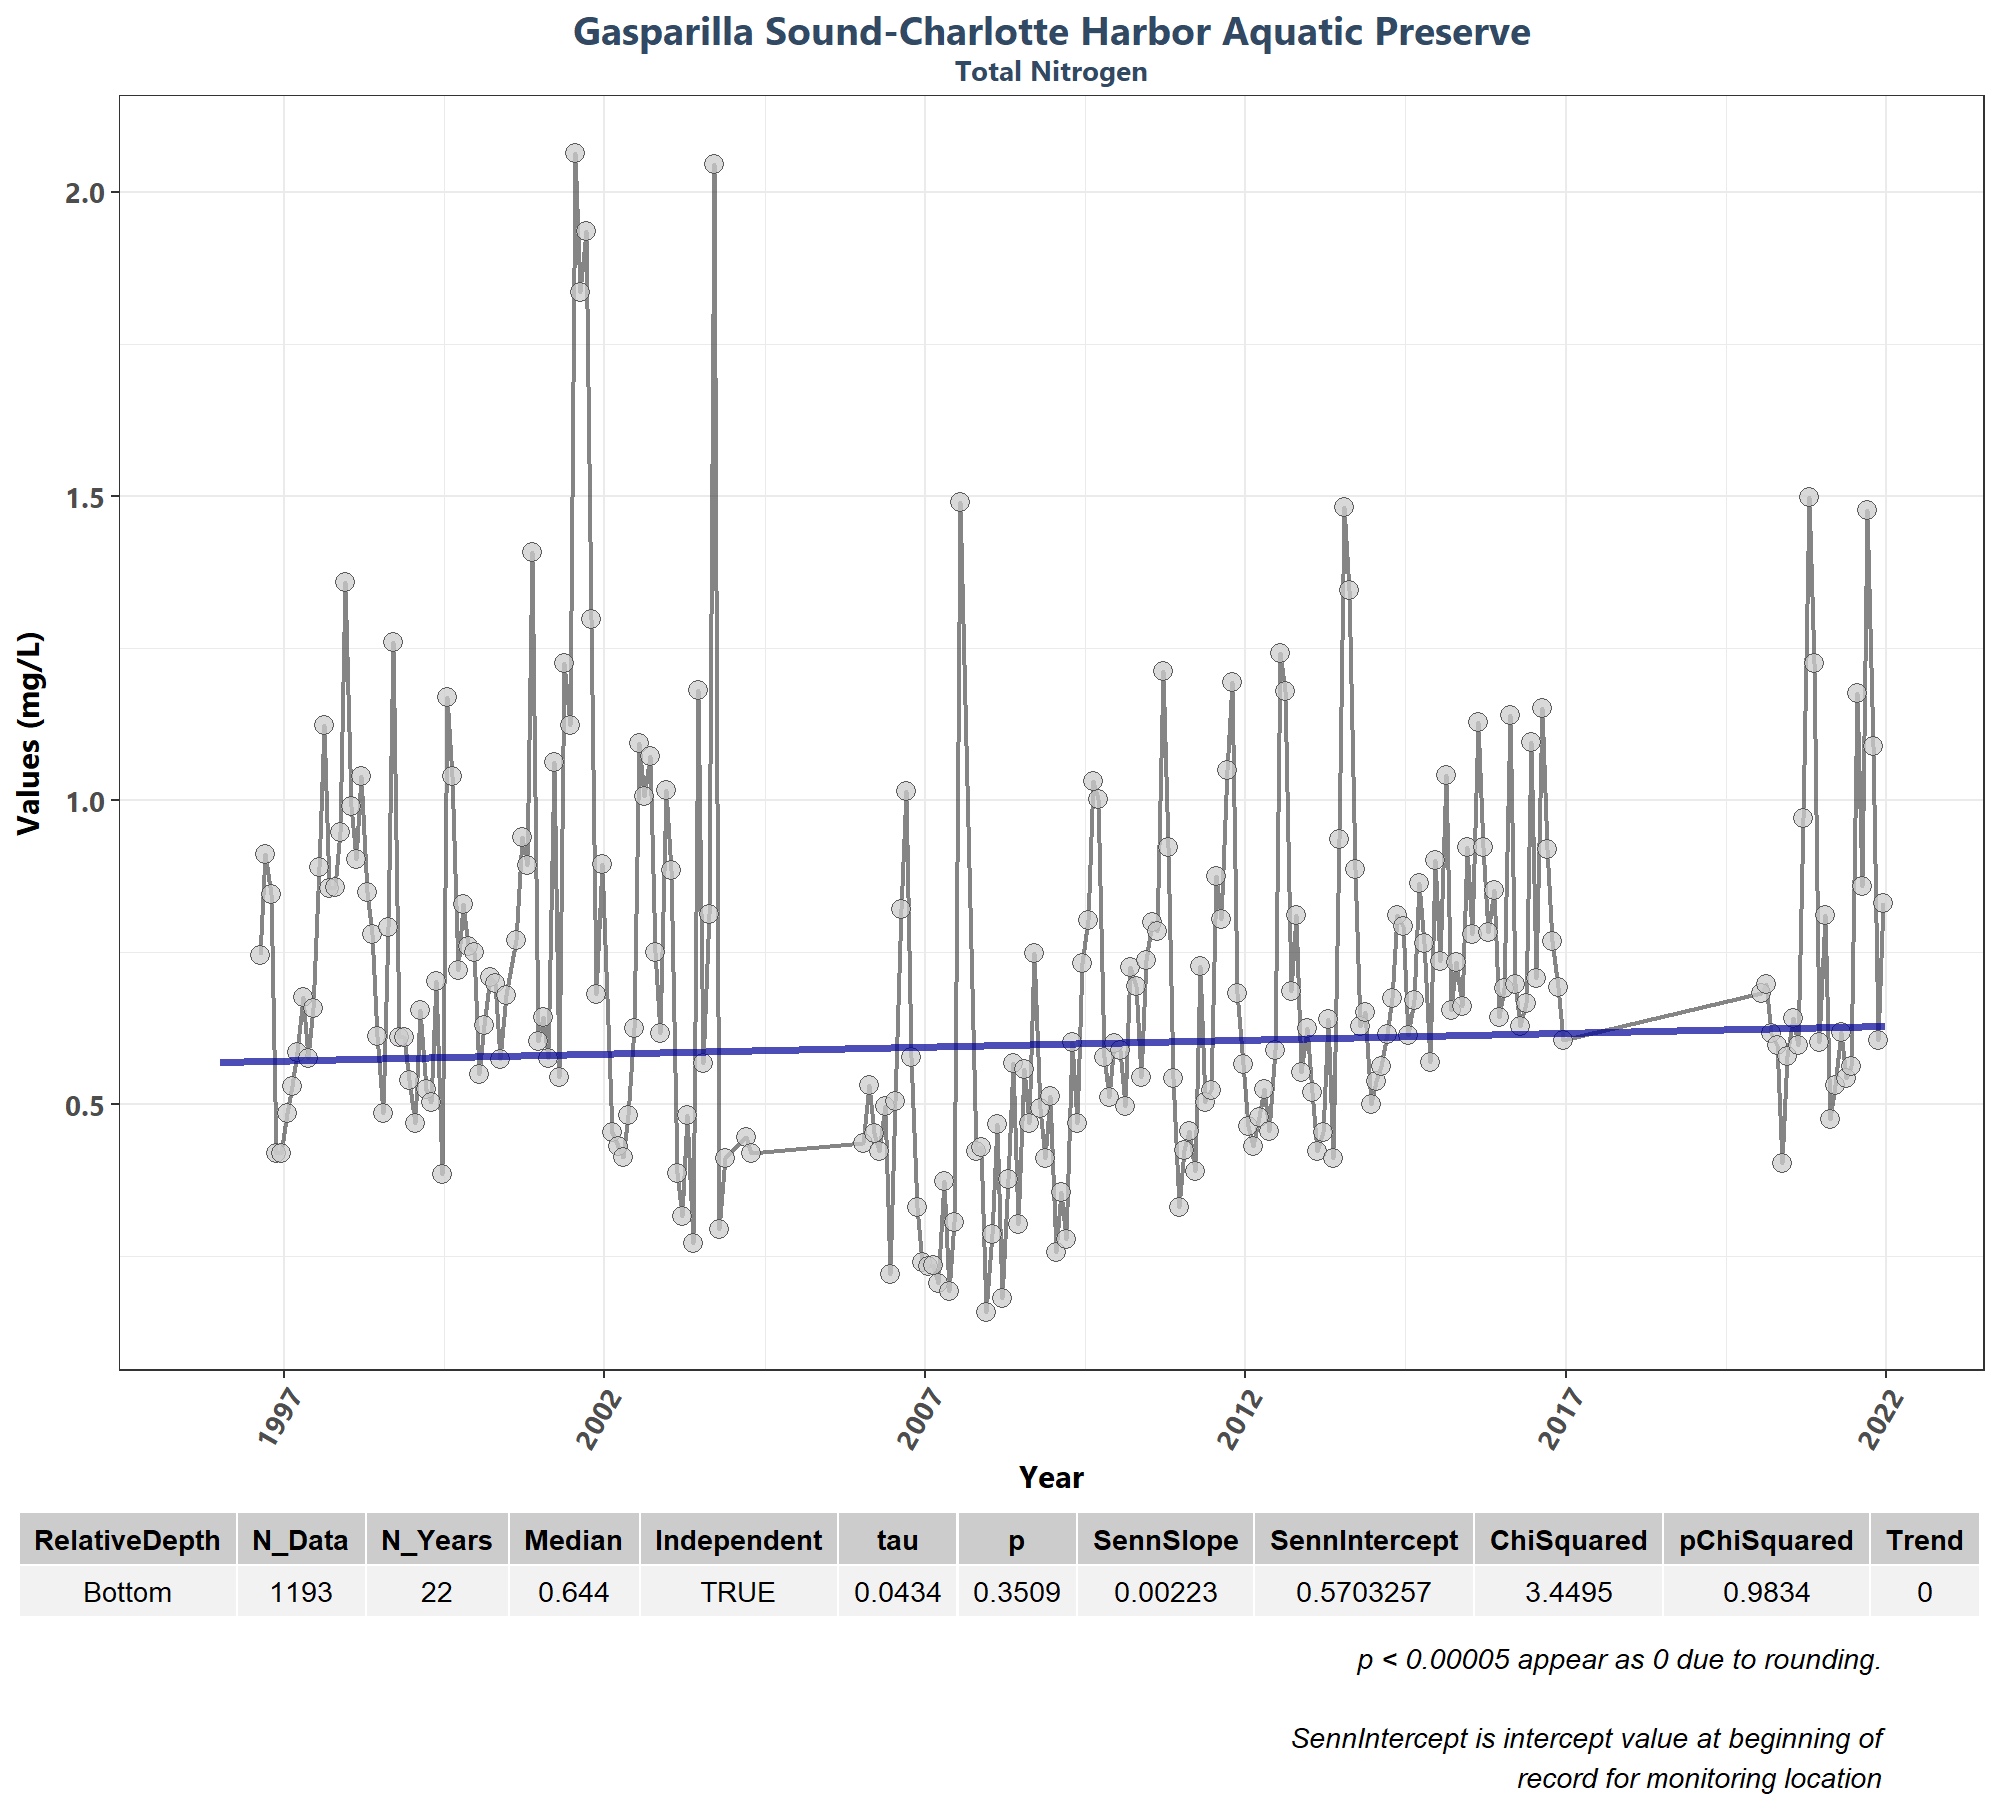 Gasparilla Sound-Charlotte Harbor Aquatic Preserve
Total Nitrogen
Values (mg/L)
2.0
1.5
1.0
0.5
1997 2002 2007 2012 2017 2022
Year
RelativeDepth N_Data N_Years Median Independent tau p SennSlope SennIntercept ChiSquared pChiSquared Trend
Bottom 1193 22 0.644 TRUE 0.0434 0.3509 0.00223 0.5703257 3.4495 0.9834 0
p < 0.00005 appear as 0 due to rounding.
SennIntercept is intercept value at beginning of
record for monitoring location